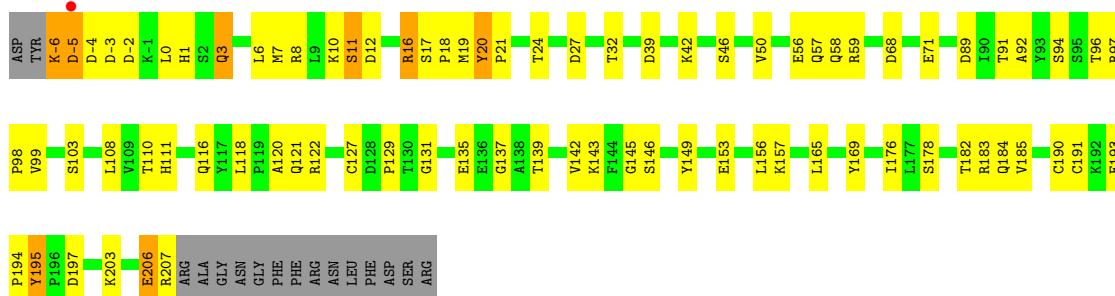 ASP TYR K-6 D-5 D-4 D-3 D-2 K-1 L0 H1 S2 Q3 L6 M7 R8 L9 K10 S11 D12 R16 S17 P18 M19 Y20 P21 T24 D27 T32 D39 K42 S46 V50 E56 Q57 Q58 R59 D68 E71 D89 I90 T91 A92 Y93 S94 S95 T96 R97
P98 V99 S103 L108 V109 T110 H111 Q116 Y117 L118 P119 A120 Q121 R122 C127 D128 P129 T130 G131 E135 E136 G137 A138 T139 V142 K143 F144 G145 S146 Y149 E153 L156 K157 L165 Y169 I176 L177 S178 T182 R183 Q184 V185 C190 C191 K192
P194 Y195 P196 D197 K203 E206 R207 ARG ALA GLY ASN GLY PHE PHE ARG ASN LEU PHE ASP SER ARG